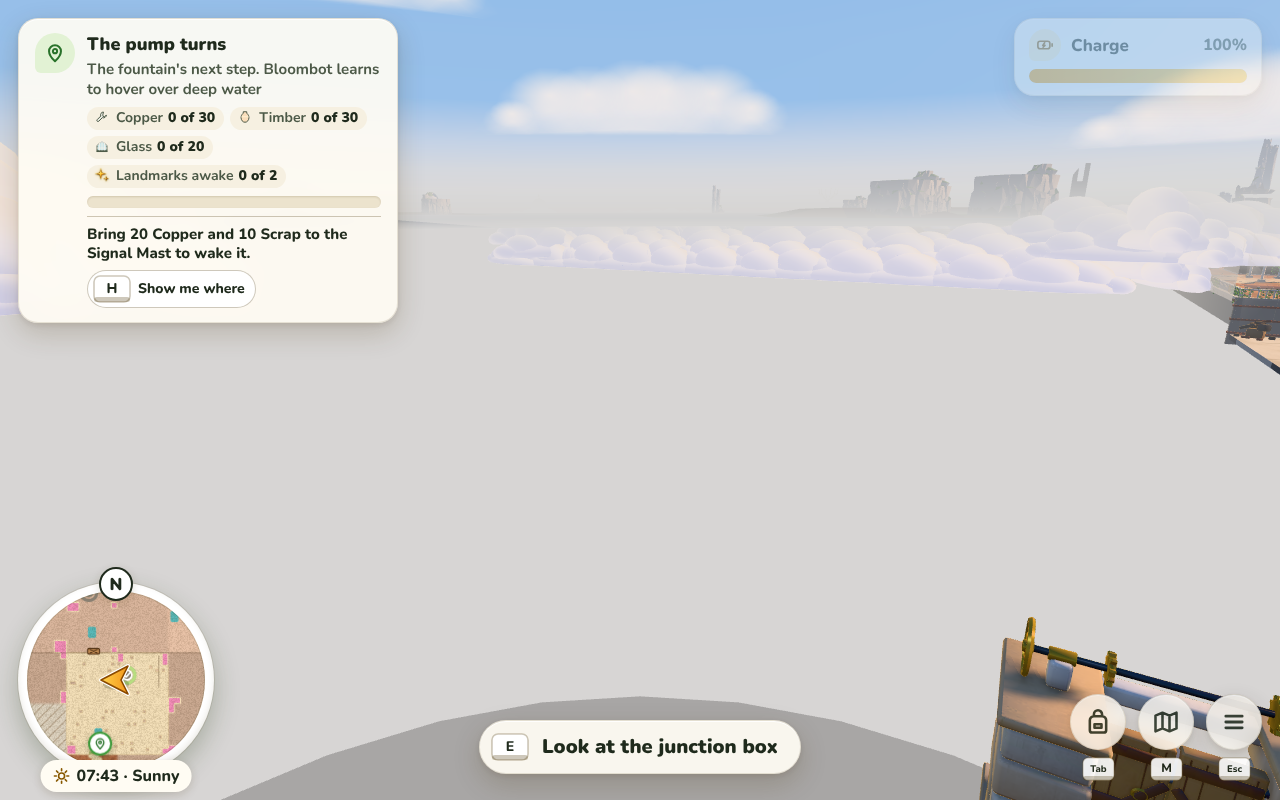 The pump turns
The fountain's next step. Bloombot learns
to hover over deep water
Copper 0 of 30 Timber 0 of 30
Glass 0 of 20
Landmarks awake 0 of 2
Bring 20 Copper and 10 Scrap to the
Signal Mast to wake it.
H Show me where
Charge 100%
N
07:43 · Sunny
E Look at the junction box
Tab M Esc